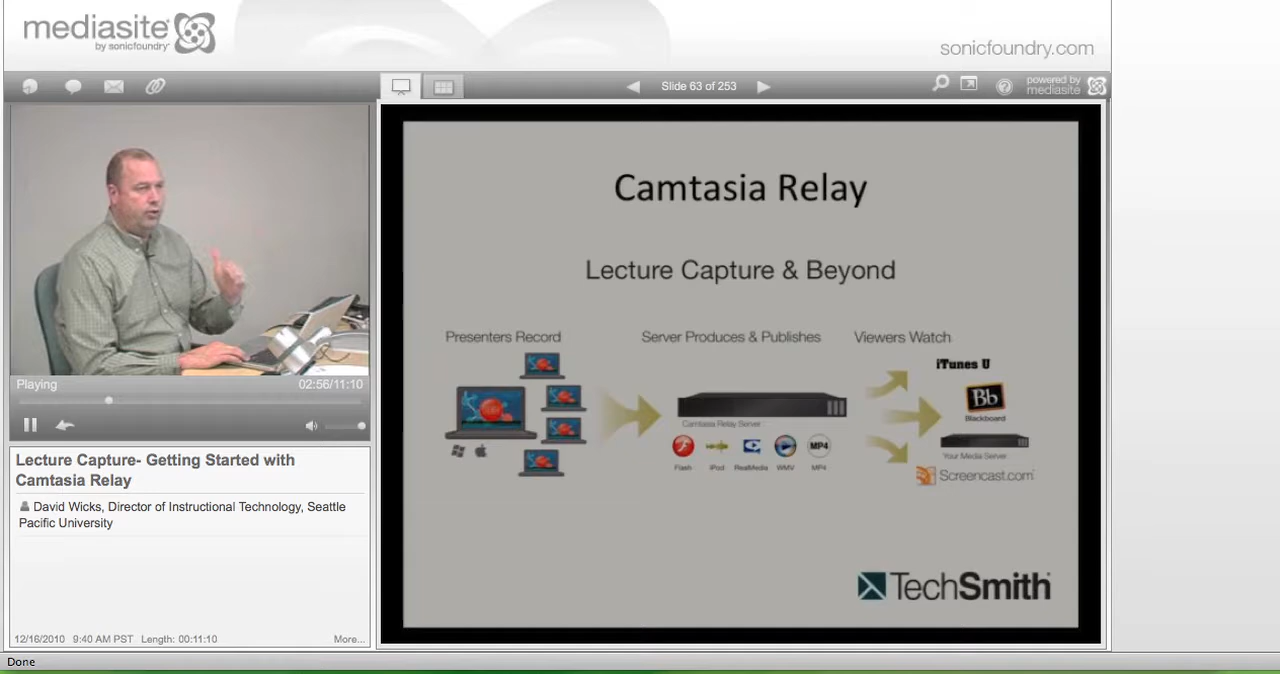 mediasite
by sonicfoundry
sonicfoundry.com
Slide 63 of 253
powered by
mediasite
Camtasia Relay
Lecture Capture & Beyond
Presenters Record
Server Produces & Publishes
Viewers Watch
iTunes U
Bb
Blackboard
Camtasia Relay Server
Your Media Server
MP4
Flash
iPod
RealMedia
WMV
MP4
Screencast.com
TechSmith
Playing
02:56/11:10
Lecture Capture- Getting Started with
Camtasia Relay
David Wicks, Director of Instructional Technology, Seattle
Pacific University
12/16/2010 9:40 AM PST Length: 00:11:10
More...
Done